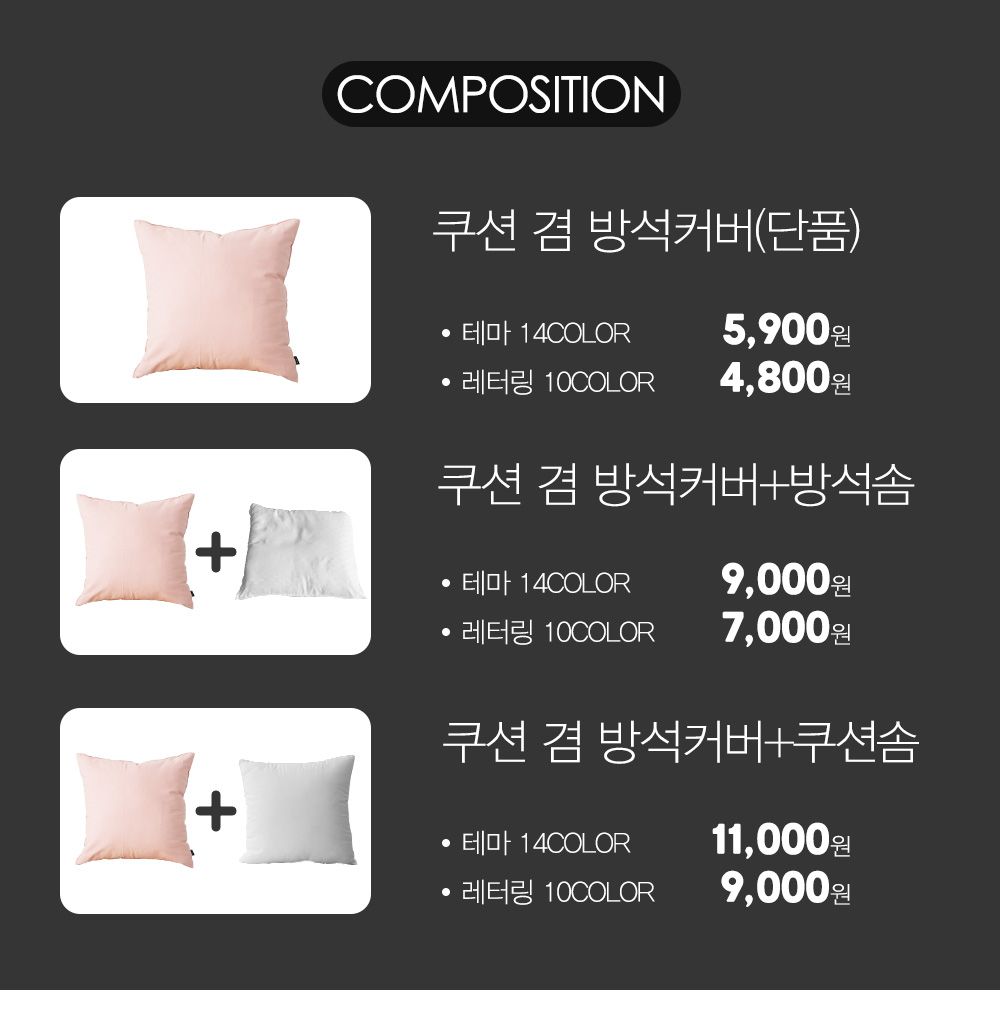 COMPOSITION
쿠션 겸 방석커버(단품)
• 테마 14COLOR 5,900원
• 레터링 10COLOR 4,800원
쿠션 겸 방석커버+방석솜
• 테마 14COLOR 9,000원
• 레터링 10COLOR 7,000원
쿠션 겸 방석커버+쿠션솜
• 테마 14COLOR 11,000원
• 레터링 10COLOR 9,000원